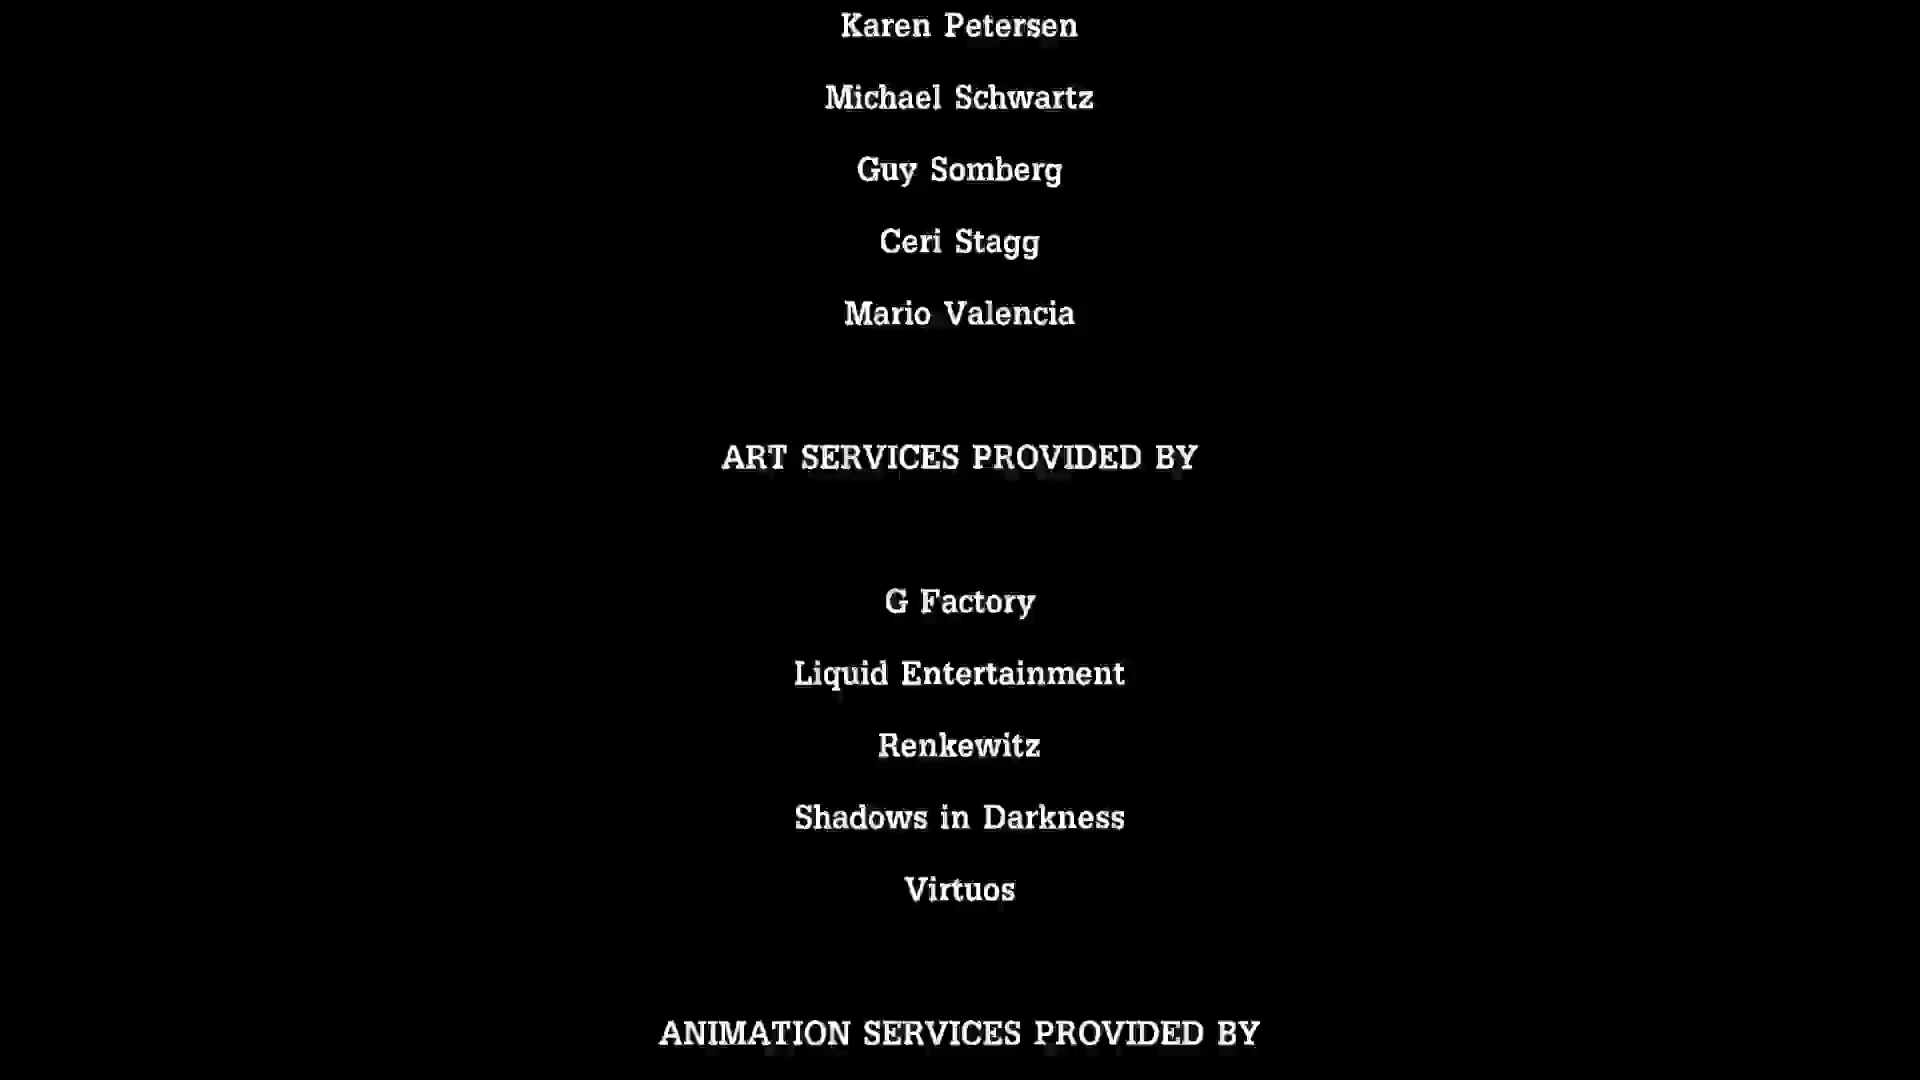 Karen Petersen
Michael Schwartz
Guy Somberg
Ceri Stagg
Mario Valencia
ART SERVICES PROVIDED BY
G Factory
Liquid Entertainment
Renkewitz
Shadows in Darkness
Virtuos
ANIMATION SERVICES PROVIDED BY